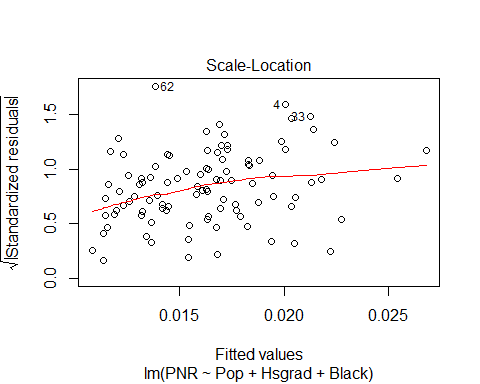 Scale-Location
√|Standardized residuals|
0.0
0.5
1.0
1.5
62
4
33
0.015
0.020
0.025
Fitted values
lm(PNR ~ Pop + Hsgrad + Black)